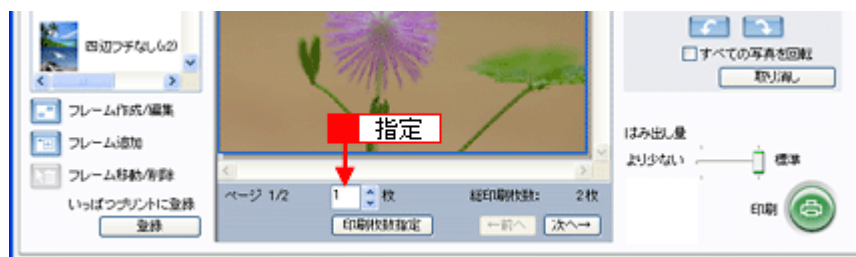 四辺フチなし(x2)
フレーム作成/編集
フレーム追加
フレーム移動/削除
いっぱつプリントに登録
登録
指定
ページ 1/2
1 枚
総印刷枚数: 2枚
印刷枚数指定
←前へ
次へ→
すべての写真を回転
取り消し
はみ出し量
より少ない
標準
印刷